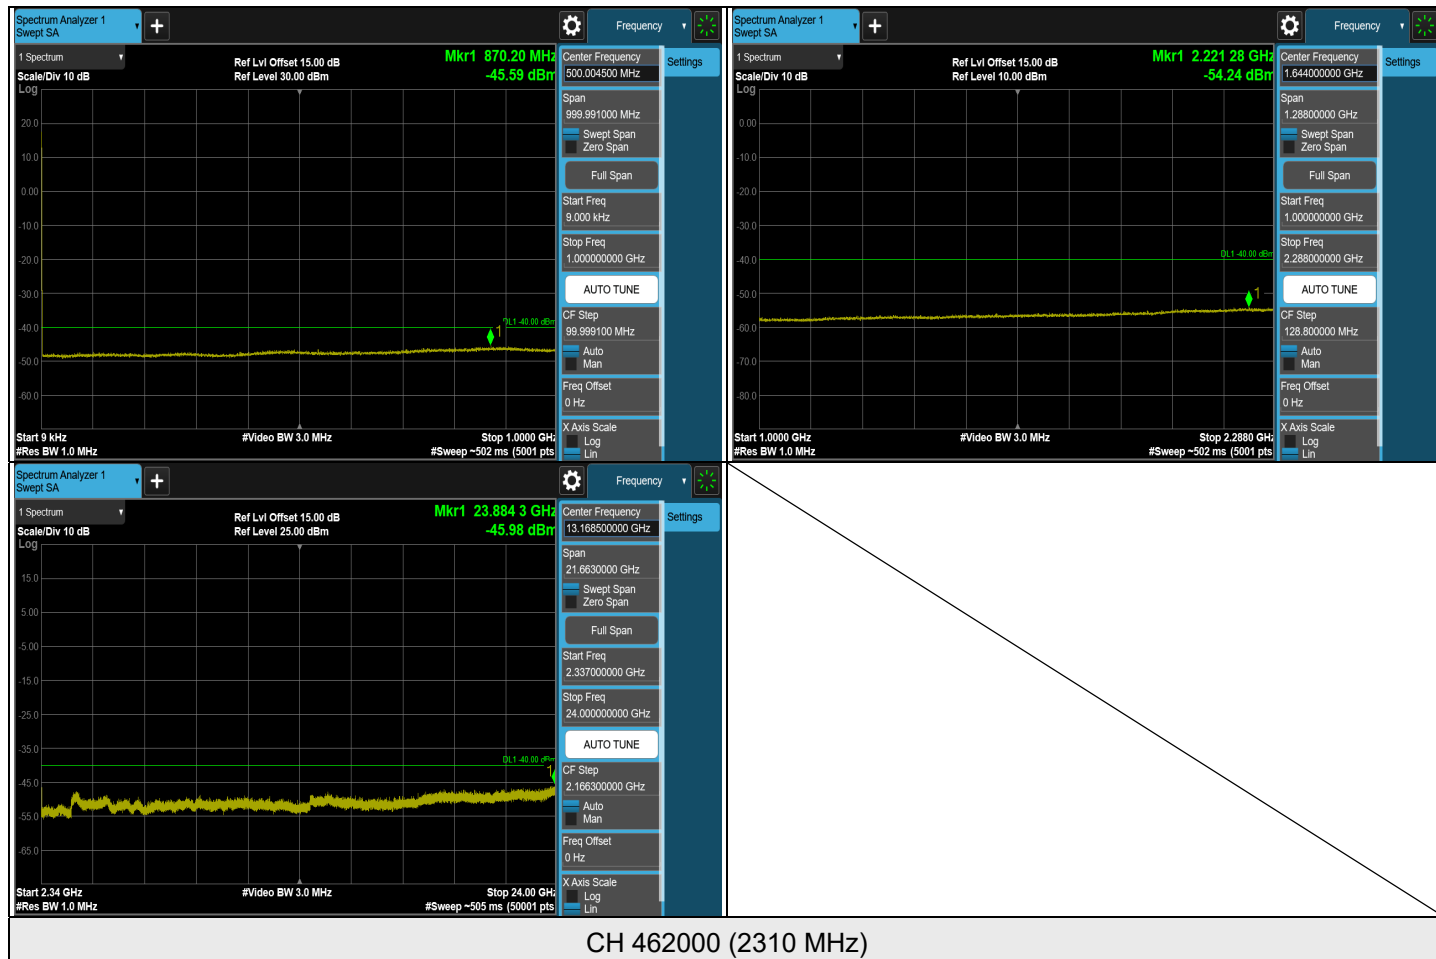 Spectrum Analyzer 1
Swept SA
Frequency
1 Spectrum
Scale/Div 10 dB
Log
Ref Lvl Offset 15.00 dB
Ref Level 30.00 dBm
Mkr1 870.20 MHz
-45.59 dBm
20.0
10.0
0.00
-10.0
-20.0
-30.0
-40.0
-50.0
-60.0
DL1 -40.00 dBm
1
Start 9 kHz
#Res BW 1.0 MHz
#Video BW 3.0 MHz
Stop 1.0000 GHz
#Sweep ~502 ms (5001 pts
Center Frequency
500.004500 MHz
Settings
Span
999.991000 MHz
Swept Span
Zero Span
Full Span
Start Freq
9.000 kHz
Stop Freq
1.000000000 GHz
AUTO TUNE
CF Step
99.999100 MHz
Auto
Man
Freq Offset
0 Hz
X Axis Scale
Log
Lin
Spectrum Analyzer 1
Swept SA
Frequency
1 Spectrum
Scale/Div 10 dB
Log
Ref Lvl Offset 15.00 dB
Ref Level 10.00 dBm
Mkr1 2.221 28 GHz
-54.24 dBm
0.00
-10.0
-20.0
-30.0
-40.0
-50.0
-60.0
-70.0
-80.0
DL1 -40.00 dBm
1
Start 1.0000 GHz
#Res BW 1.0 MHz
#Video BW 3.0 MHz
Stop 2.2880 GHz
#Sweep ~502 ms (5001 pts
Center Frequency
1.644000000 GHz
Settings
Span
1.28800000 GHz
Swept Span
Zero Span
Full Span
Start Freq
1.000000000 GHz
Stop Freq
2.288000000 GHz
AUTO TUNE
CF Step
128.800000 MHz
Auto
Man
Freq Offset
0 Hz
X Axis Scale
Log
Lin
Spectrum Analyzer 1
Swept SA
Frequency
1 Spectrum
Scale/Div 10 dB
Log
Ref Lvl Offset 15.00 dB
Ref Level 25.00 dBm
Mkr1 23.884 3 GHz
-45.98 dBm
15.0
5.00
-5.00
-15.0
-25.0
-35.0
-45.0
-55.0
-65.0
DL1 -40.00 dBm
1
Start 2.34 GHz
#Res BW 1.0 MHz
#Video BW 3.0 MHz
Stop 24.00 GHz
#Sweep ~505 ms (50001 pts
Center Frequency
13.168500000 GHz
Settings
Span
21.6630000 GHz
Swept Span
Zero Span
Full Span
Start Freq
2.337000000 GHz
Stop Freq
24.000000000 GHz
AUTO TUNE
CF Step
2.166300000 GHz
Auto
Man
Freq Offset
0 Hz
X Axis Scale
Log
Lin
CH 462000 (2310 MHz)